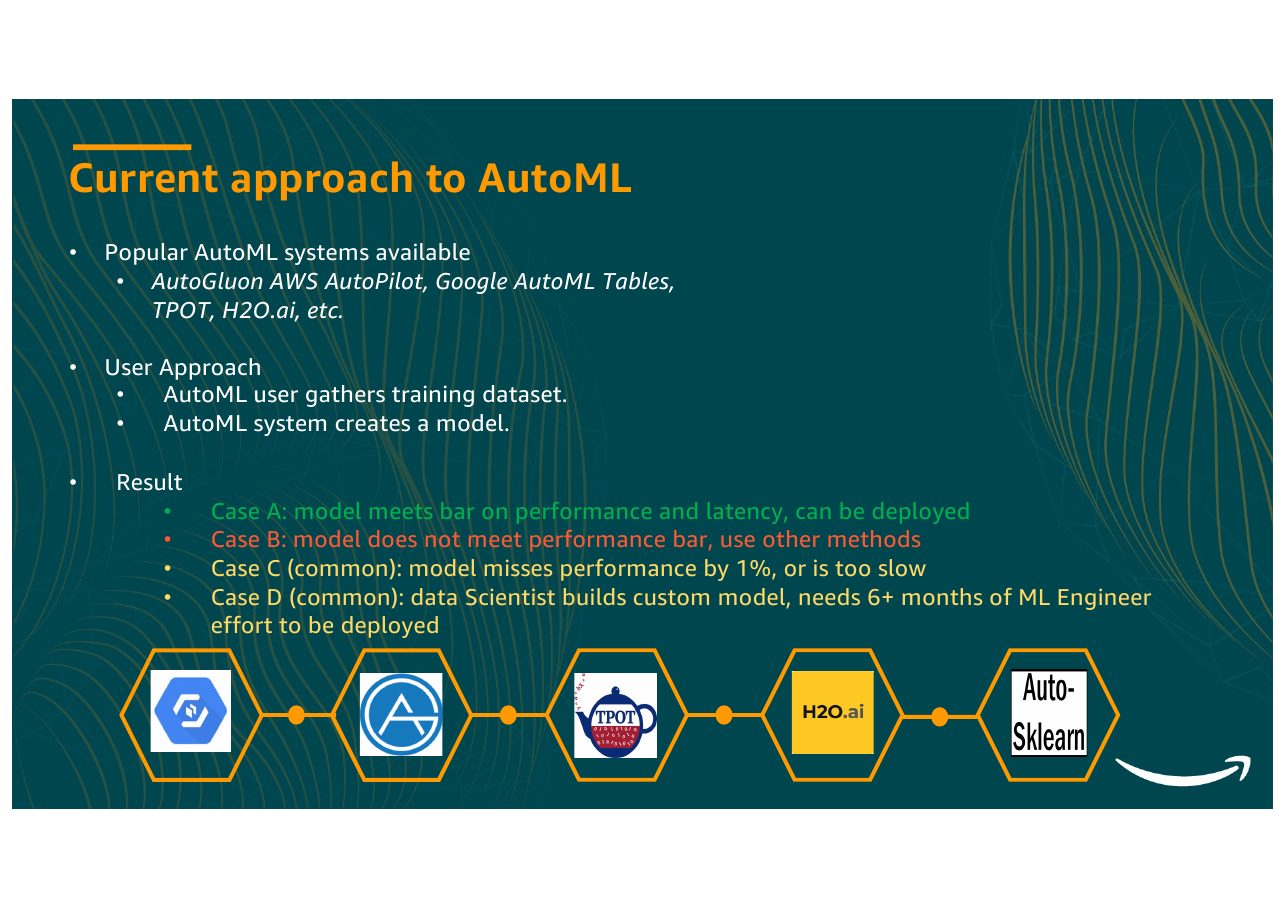 Current approach to AutoML
• Popular AutoML systems available
• AutoGluon AWS AutoPilot, Google AutoML Tables,
TPOT, H2O.ai, etc.
• User Approach
• AutoML user gathers training dataset.
• AutoML system creates a model.
• Result
• Case A: model meets bar on performance and latency, can be deployed
• Case B: model does not meet performance bar, use other methods
• Case C (common): model misses performance by 1%, or is too slow
• Case D (common): data Scientist builds custom model, needs 6+ months of ML Engineer
effort to be deployed
TPOT
H2O.ai
Auto-
Sklearn